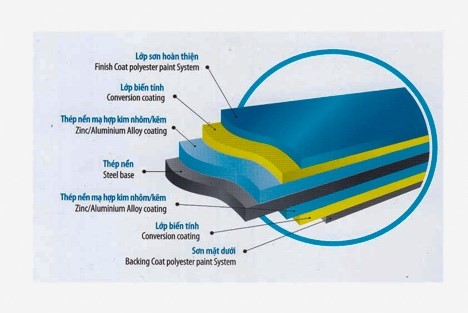 Lớp sơn hoàn thiện
Finish Coat polyester paint System
Lớp biến tính
Conversion coating
Thép nền mạ hợp kim nhôm/kẽm
Zinc/Aluminium Alloy coating
Thép nền
Steel base
Thép nền mạ hợp kim nhôm/kẽm
Zinc/Aluminium Alloy coating
Lớp biến tính
Conversion coating
Sơn mặt dưới
Backing Coat polyester paint System